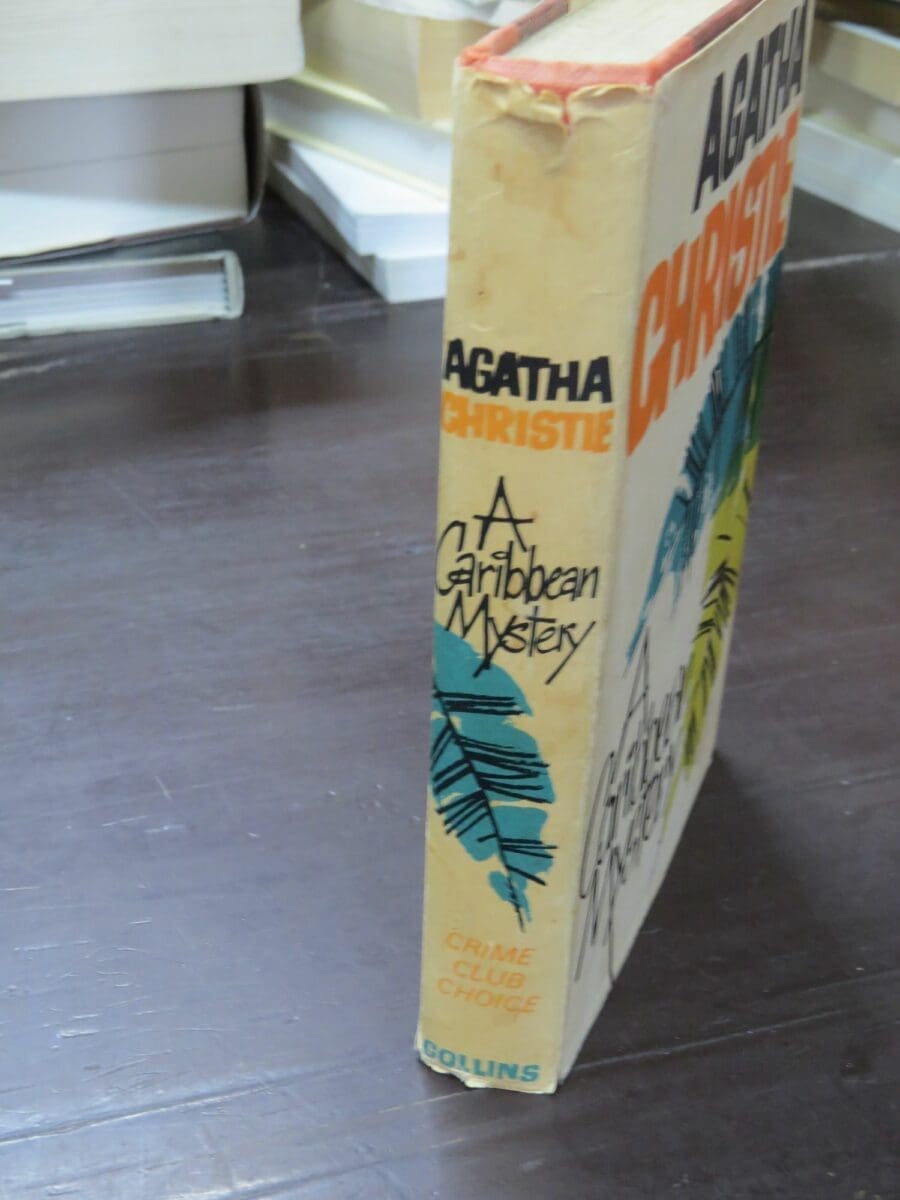 AGATHA
CHRISTIE
A
Caribbean
Mystery
CRIME
CLUB
CHOICE
COLLINS
AGATHA
CHRISTIE
A
Caribbean
Mystery